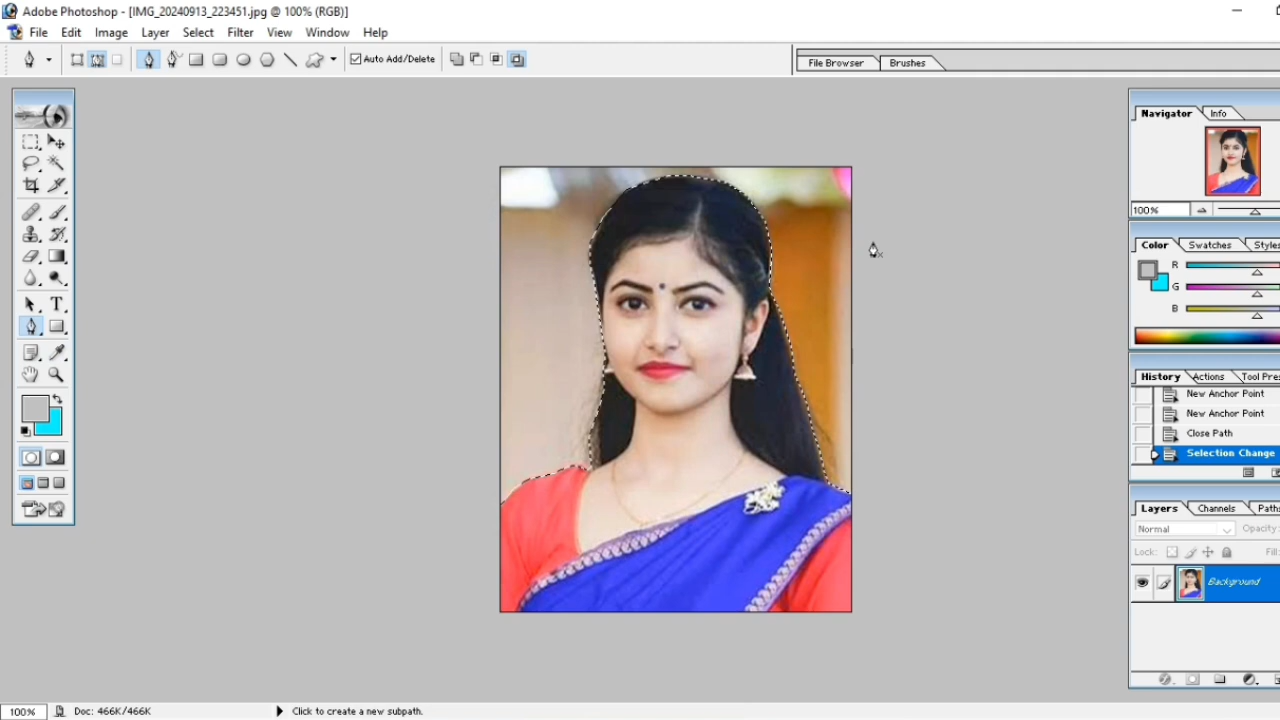 Adobe Photoshop - [IMG_20240913_223451.jpg @ 100% (RGB)]
File Edit Image Layer Select Filter View Window Help
Auto Add/Delete
File Browser Brushes
Navigator Info
100%
Color Swatches Styles
R
G
B
History Actions Tool Pres
New Anchor Point
New Anchor Point
Close Path
Selection Change
Layers Channels Paths
Normal Opacity:
Lock: Fill:
Background
T
100% Doc: 466K/466K Click to create a new subpath.